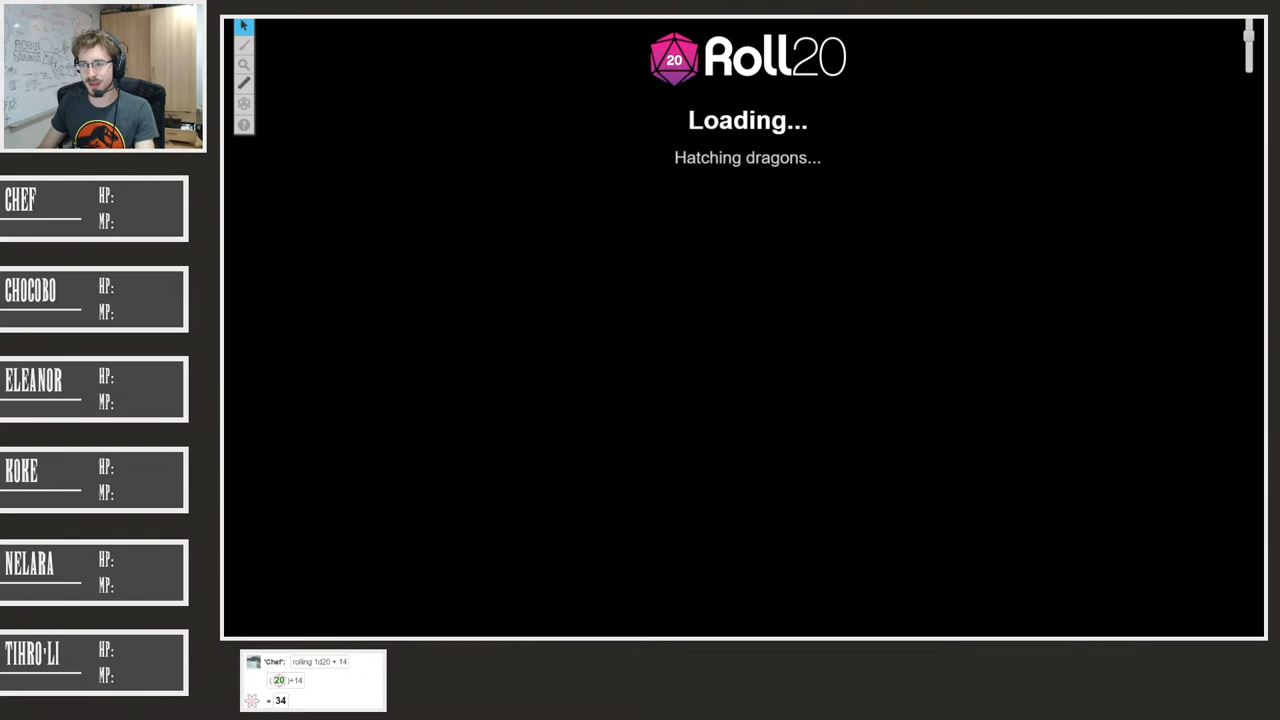 20 Roll20
Loading...
Hatching dragons...
CHEF
HP:
MP:
CHOCOBO
HP:
MP:
ELEANOR
HP:
MP:
KOKE
HP:
MP:
NELARA
HP:
MP:
TIHRO'LI
HP:
MP:
"Chef": rolling 1d20 + 14
(20)+14
= 34